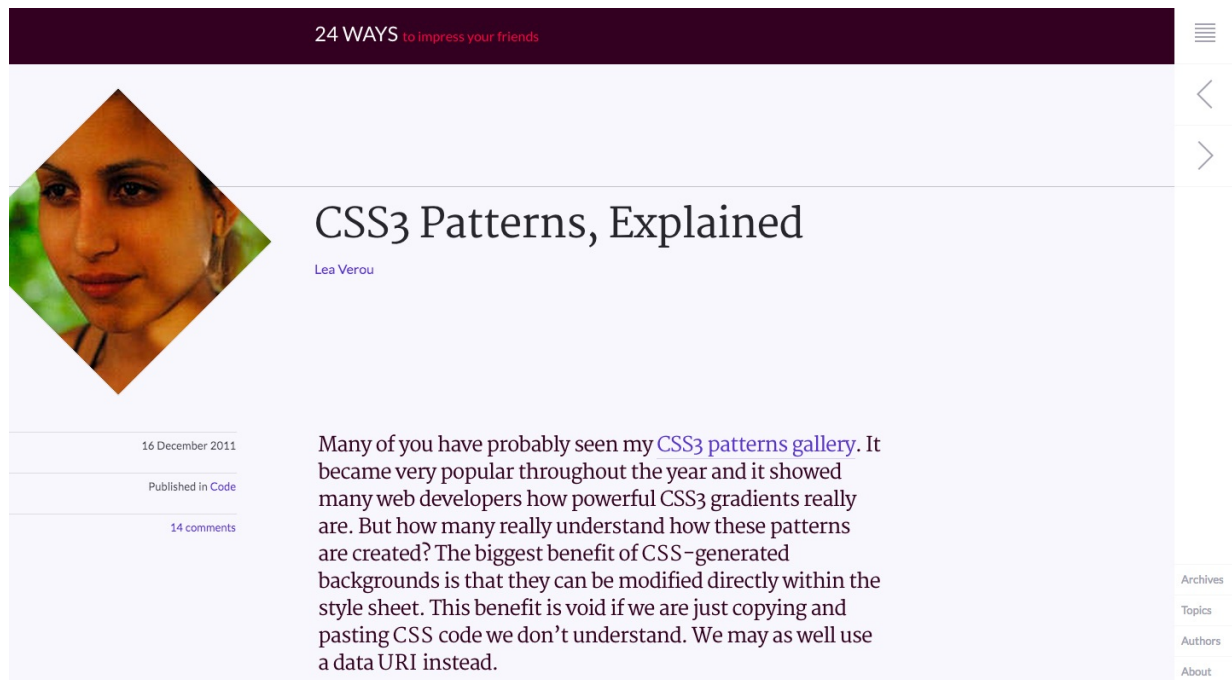 24 WAYS to impress your friends
CSS3 Patterns, Explained
Lea Verou
16 December 2011
Published in Code
14 comments
Many of you have probably seen my CSS3 patterns gallery. It
became very popular throughout the year and it showed
many web developers how powerful CSS3 gradients really
are. But how many really understand how these patterns
are created? The biggest benefit of CSS-generated
backgrounds is that they can be modified directly within the
style sheet. This benefit is void if we are just copying and
pasting CSS code we don’t understand. We may as well use
a data URI instead.
Archives
Topics
Authors
About